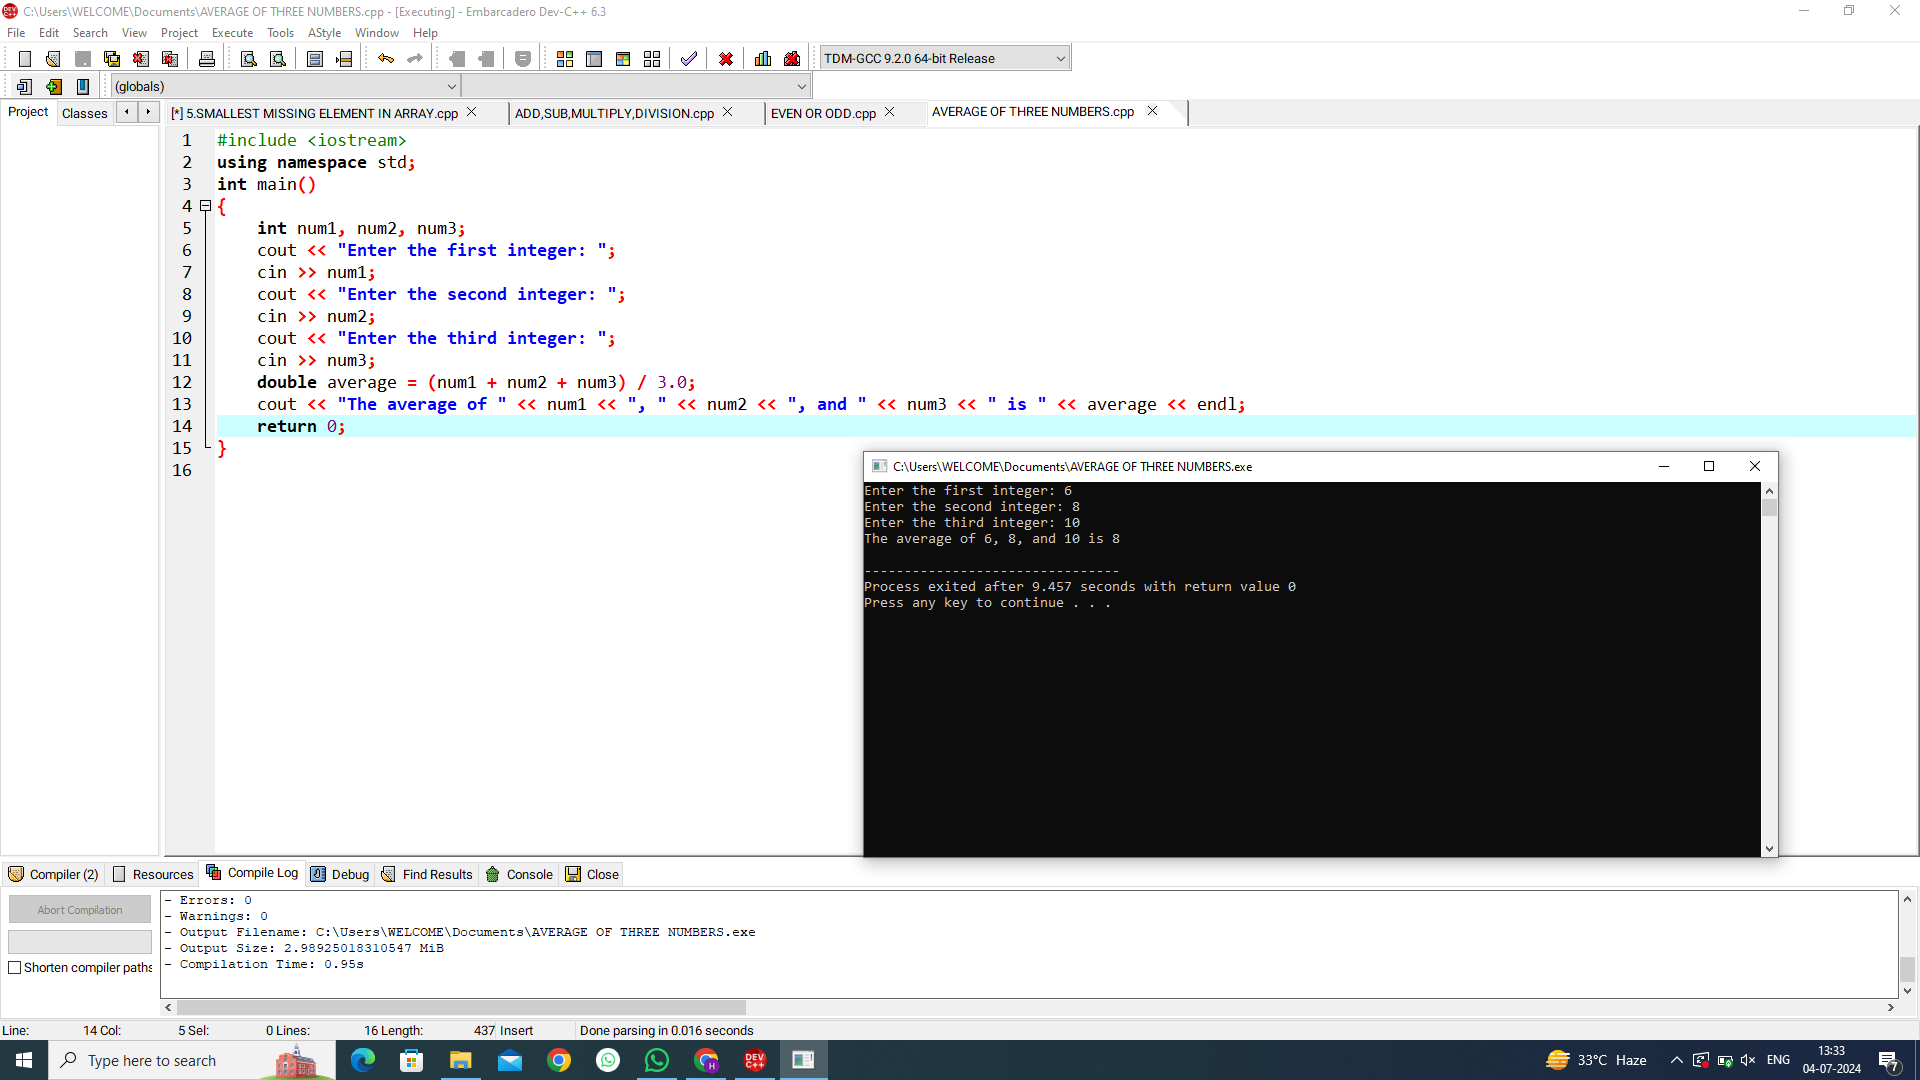 C:\Users\WELCOME\Documents\AVERAGE OF THREE NUMBERS.cpp - [Executing] - Embarcadero Dev-C++ 6.3
File Edit Search View Project Execute Tools AStyle Window Help
TDM-GCC 9.2.0 64-bit Release
(globals)
Project Classes [*] 5.SMALLEST MISSING ELEMENT IN ARRAY.cpp ADD,SUB,MULTIPLY,DIVISION.cpp EVEN OR ODD.cpp AVERAGE OF THREE NUMBERS.cpp
1 #include <iostream>
2 using namespace std;
3 int main()
4 {
5 int num1, num2, num3;
6 cout << "Enter the first integer: ";
7 cin >> num1;
8 cout << "Enter the second integer: ";
9 cin >> num2;
10 cout << "Enter the third integer: ";
11 cin >> num3;
12 double average = (num1 + num2 + num3) / 3.0;
13 cout << "The average of " << num1 << ", " << num2 << ", and " << num3 << " is " << average << endl;
14 return 0;
15 }
16
C:\Users\WELCOME\Documents\AVERAGE OF THREE NUMBERS.exe
Enter the first integer: 6
Enter the second integer: 8
Enter the third integer: 10
The average of 6, 8, and 10 is 8
--------------------------------
Process exited after 9.457 seconds with return value 0
Press any key to continue . . .
Compiler (2) Resources Compile Log Debug Find Results Console Close
Abort Compilation
Shorten compiler paths
- Errors: 0
- Warnings: 0
- Output Filename: C:\Users\WELCOME\Documents\AVERAGE OF THREE NUMBERS.exe
- Output Size: 2.98925018310547 MiB
- Compilation Time: 0.95s
Line: 14 Col: 5 Sel: 0 Lines: 16 Length: 437 Insert Done parsing in 0.016 seconds
Type here to search
33°C Haze
ENG
13:33
04-07-2024
7